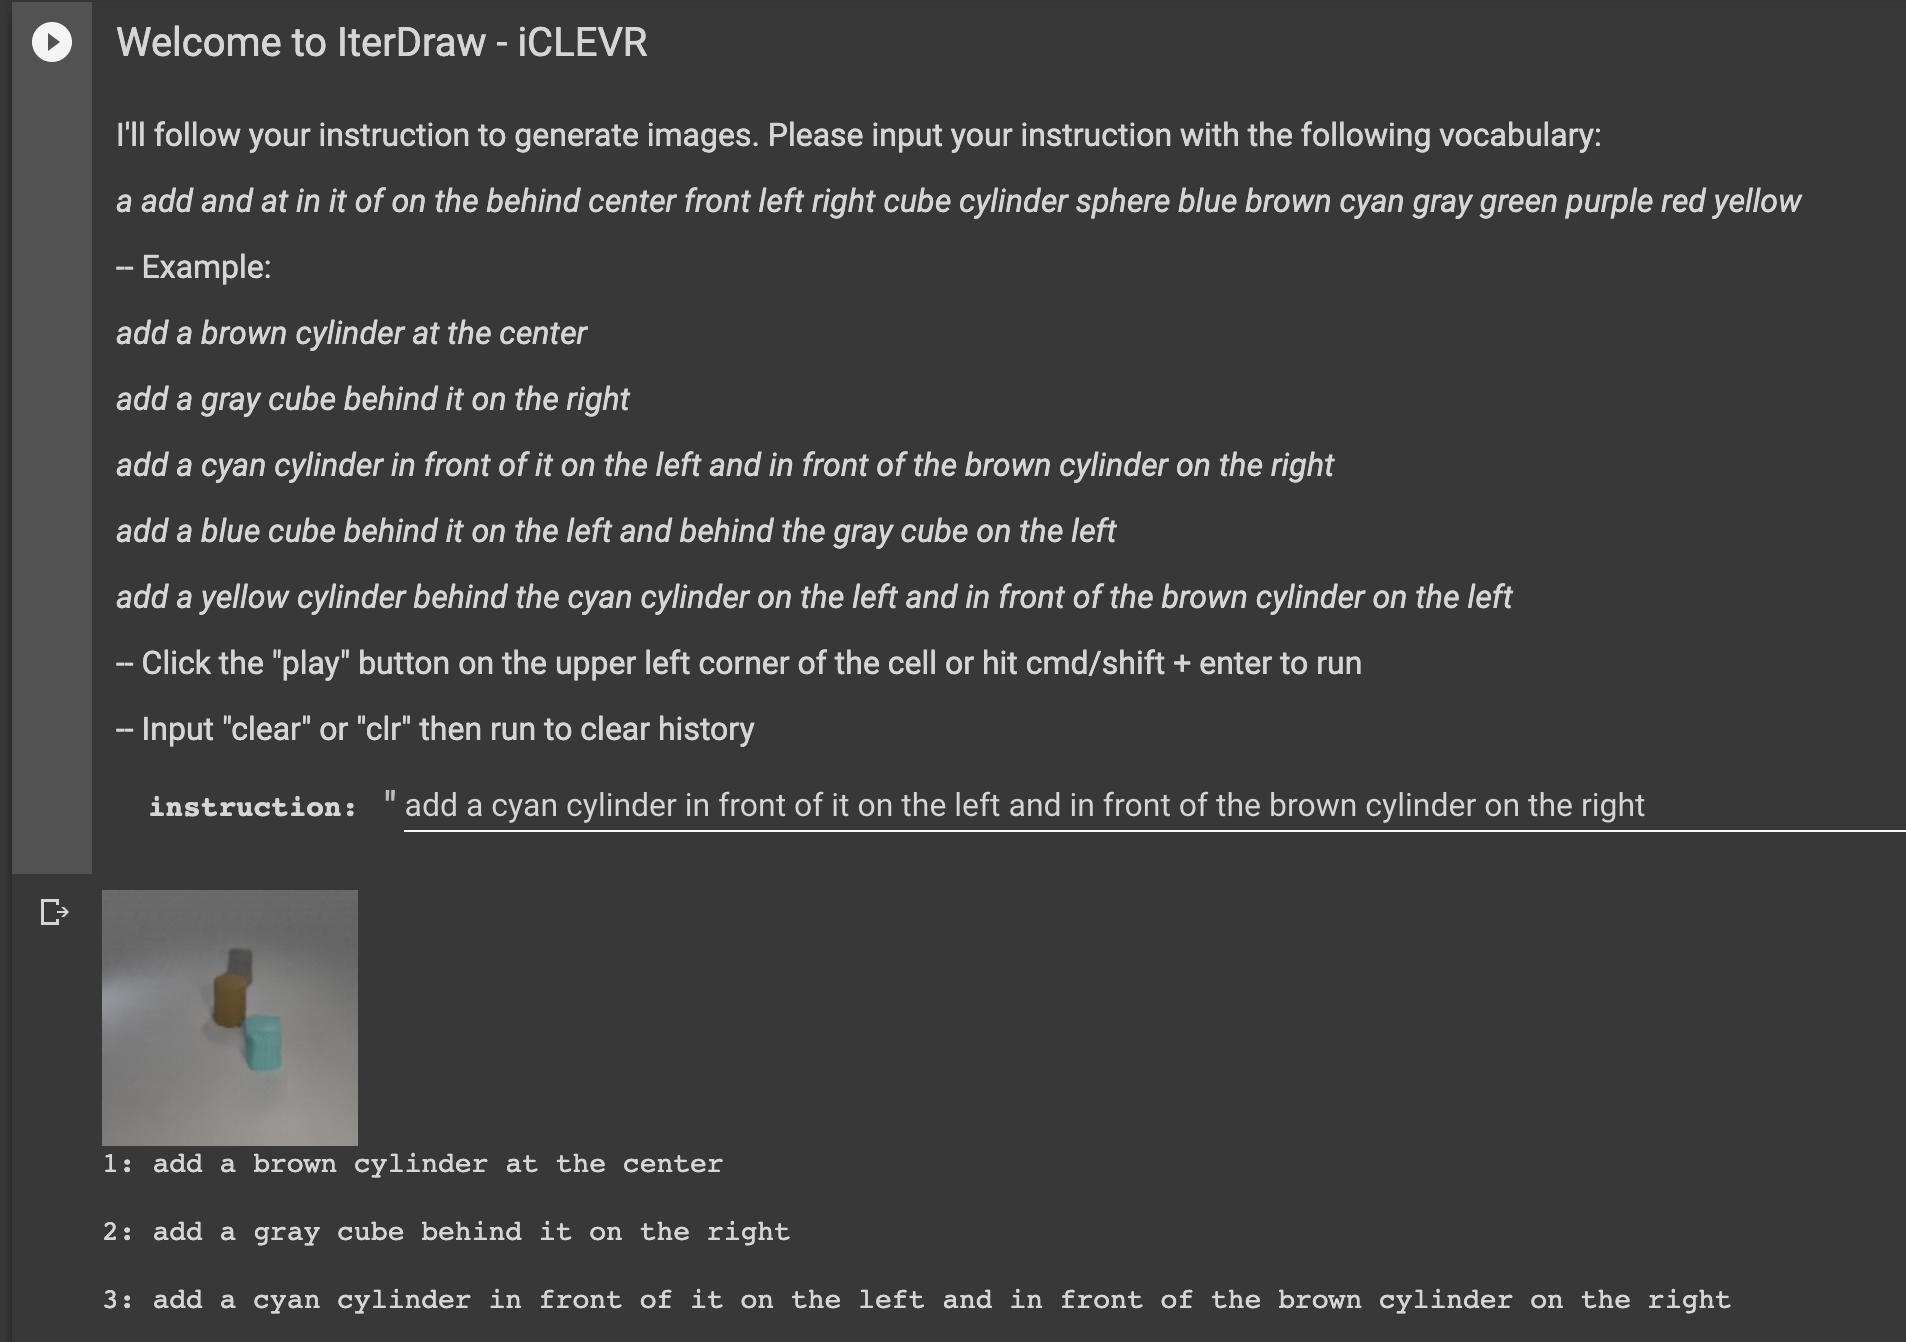 Welcome to IterDraw - iCLEVR
I'll follow your instruction to generate images. Please input your instruction with the following vocabulary:
a add and at in it of on the behind center front left right cube cylinder sphere blue brown cyan gray green purple red yellow
-- Example:
add a brown cylinder at the center
add a gray cube behind it on the right
add a cyan cylinder in front of it on the left and in front of the brown cylinder on the right
add a blue cube behind it on the left and behind the gray cube on the left
add a yellow cylinder behind the cyan cylinder on the left and in front of the brown cylinder on the left
-- Click the "play" button on the upper left corner of the cell or hit cmd/shift + enter to run
-- Input "clear" or "clr" then run to clear history
instruction: " add a cyan cylinder in front of it on the left and in front of the brown cylinder on the right
1: add a brown cylinder at the center
2: add a gray cube behind it on the right
3: add a cyan cylinder in front of it on the left and in front of the brown cylinder on the right